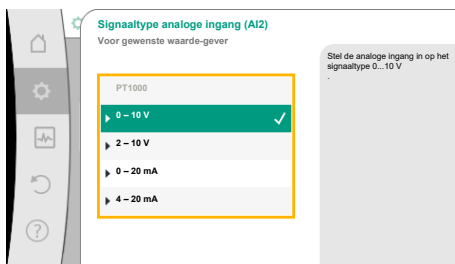 Signaaltype analoge ingang (AI2)
Voor gewenste waarde-gever
Stel de analoge ingang in op het
signaaltype 0...10 V
.
PT1000
0 – 10 V
2 – 10 V
0 – 20 mA
4 – 20 mA
?